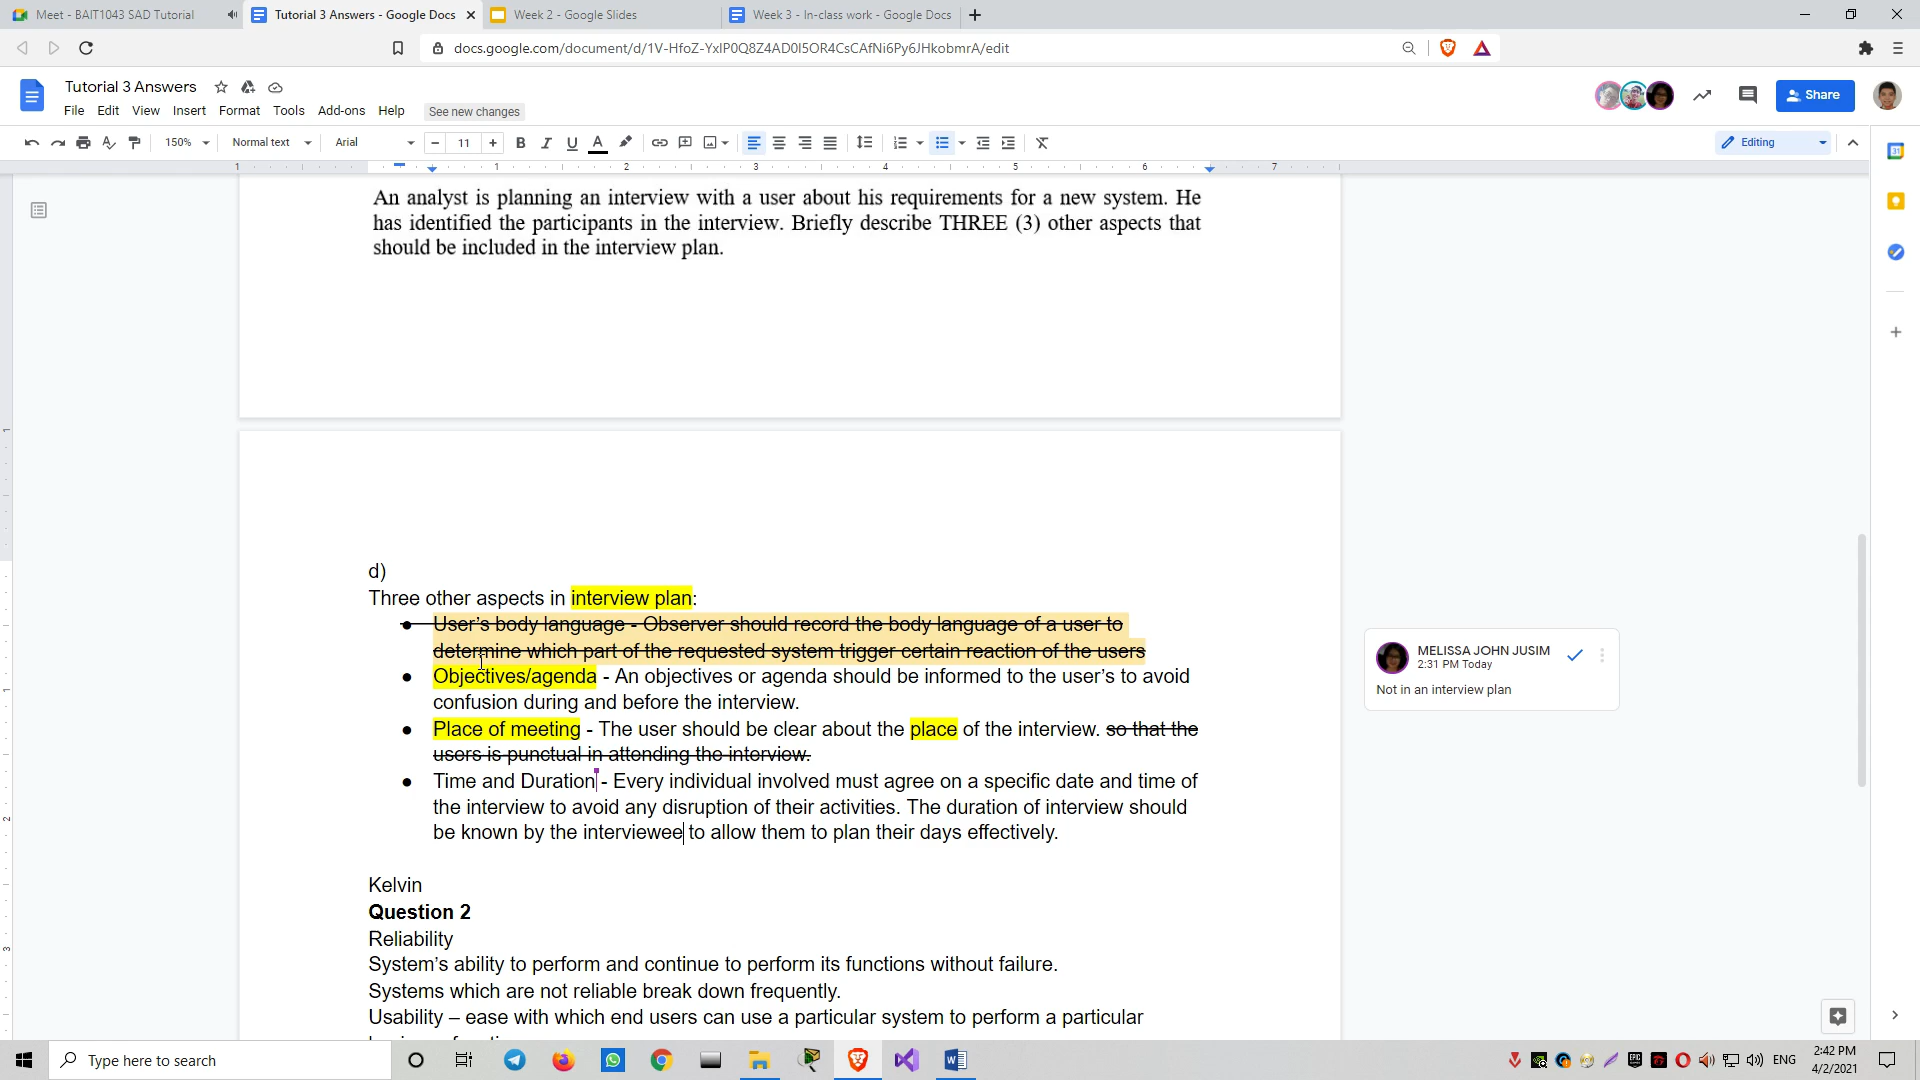 Meet - BAIT1043 SAD Tutorial
Tutorial 3 Answers - Google Docs
Week 2 - Google Slides
Week 3 - In-class work - Google Docs
docs.google.com/document/d/1V-HfoZ-YxlP0Q8Z4AD0I5OR4CsCAfNi6Py6JHkobmrA/edit
Tutorial 3 Answers
File Edit View Insert Format Tools Add-ons Help See new changes
Share
150% Normal text Arial 11 Editing
1 1 2 3 4 5 6 7
An analyst is planning an interview with a user about his requirements for a new system. He
has identified the participants in the interview. Briefly describe THREE (3) other aspects that
should be included in the interview plan.
d)
Three other aspects in interview plan:
● User's body language - Observer should record the body language of a user to
determine which part of the requested system trigger certain reaction of the users
● Objectives/agenda - An objectives or agenda should be informed to the user's to avoid
confusion during and before the interview.
● Place of meeting - The user should be clear about the place of the interview. so that the
users is punctual in attending the interview.
● Time and Duration - Every individual involved must agree on a specific date and time of
the interview to avoid any disruption of their activities. The duration of interview should
be known by the interviewee to allow them to plan their days effectively.
MELISSA JOHN JUSIM
2:31 PM Today
Not in an interview plan
Kelvin
Question 2
Reliability
System's ability to perform and continue to perform its functions without failure.
Systems which are not reliable break down frequently.
Usability – ease with which end users can use a particular system to perform a particular
Type here to search
ENG
2:42 PM
4/2/2021